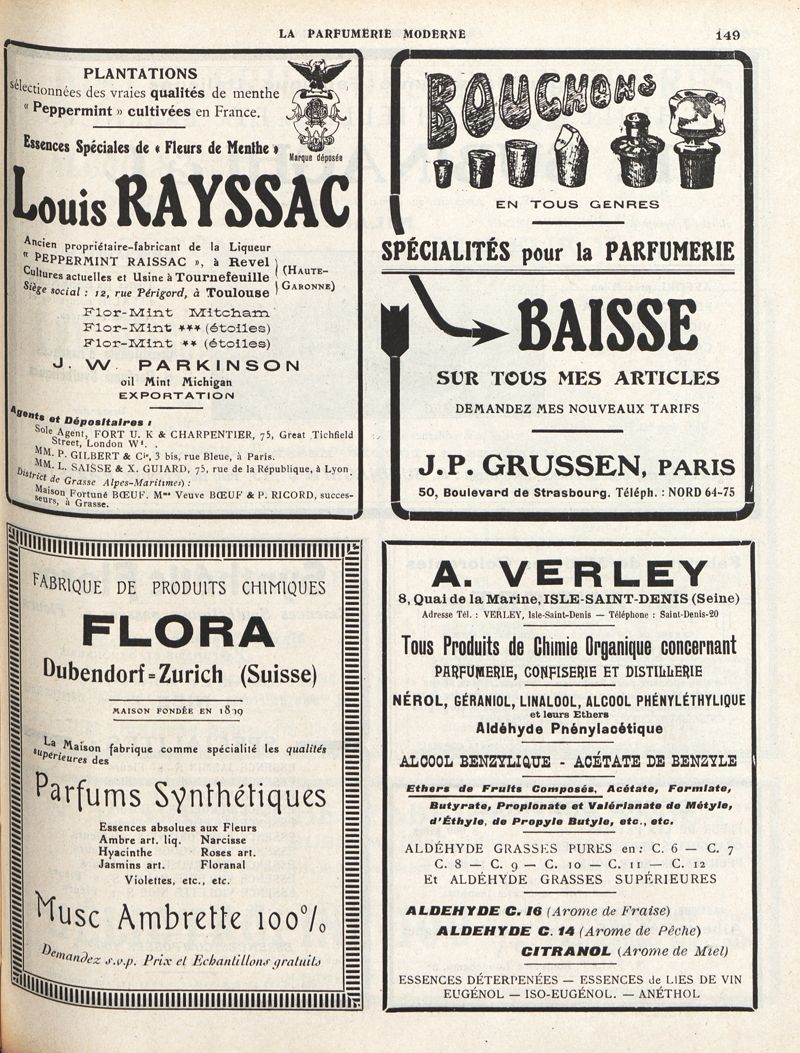 LA PARFUMERIE MODERNE
149
PLANTATIONS
sélectionnées des vraies qualités de menthe
« Peppermint » cultivées en France.
Marque déposée
Essences Spéciales de « Fleurs de Menthe »
Louis RAYSSAC
Ancien propriétaire-fabricant de la Liqueur
“ PEPPERMINT RAISSAC », à Revel
Cultures actuelles et Usine à Tournefeuille
Siège social : 12, rue Périgord, à Toulouse
(HAUTE-
GARONNE)
Flor-Mint Mitcham
Flor-Mint *** (étoiles)
Flor-Mint ** (étoiles)
J. W. PARKINSON
oil Mint Michigan
EXPORTATION
Agents et Dépositaires :
Sole Agent, FORT U. K & CHARPENTIER, 75, Great Tichfield
Street, London W¹. .
MM. P. GILBERT & Cie, 3 bis, rue Bleue, à Paris.
MM. L. SAISSE & X. GUIARD, 75, rue de la République, à Lyon.
District de Grasse Alpes-Maritimes) :
Maison Fortuné BŒUF. Mme Veuve BŒUF & P. RICORD, succes-
seurs, à Grasse.
BOUCHONS
EN TOUS GENRES
SPÉCIALITÉS pour la PARFUMERIE
BAISSE
SUR TOUS MES ARTICLES
DEMANDEZ MES NOUVEAUX TARIFS
J.P. GRUSSEN, PARIS
50, Boulevard de Strasbourg. Téléph. : NORD 64-75
FABRIQUE DE PRODUITS CHIMIQUES
FLORA
Dubendorf=Zurich (Suisse)
MAISON FONDÉE EN
La Maison fabrique comme spécialité les qualités
supérieures des
Parfums Synthétiques
Essences absolues aux Fleurs
Ambre art. liq. Narcisse
Hyacinthe Roses art.
Jasmins art. Floranal
Violettes, etc., etc.
Musc Ambrette 100%
Demandez s.v.p. Prix et Echantillons gratuits
A. VERLEY
8, Quai de la Marine, ISLE-SAINT-DENIS (Seine)
Adresse Tél. : VERLEY, Isle-Saint-Denis — Téléphone : Saint-Denis-20
Tous Produits de Chimie Organique concernant
PARFUMERIE, CONFISERIE ET DISTILLERIE
NÉROL, GÉRANIOL, LINALOOL, ALCOOL PHÉNYLÉTHYLIQUE
et leurs Ethers
Aldéhyde Phénylacétique
ALCOOL BENZYLIQUE - ACÉTATE DE BENZYLE
Ethers de Fruits Composés, Acétate, Formiate,
Butyrate, Propionate et Valérianate de Métyle,
d'Éthyle, de Propyle Butyle, etc., etc.
ALDÉHYDE GRASSES PURES en: C. 6 — C. 7
C. 8 — C. 9 — C. 10 — C. 11 — C. 12
Et ALDÉHYDE GRASSES SUPÉRIEURES
ALDEHYDE C. 16 (Arome de Fraise)
ALDEHYDE C. 14 (Arome de Pêche)
CITRANOL (Arome de Miel)
ESSENCES DÉTERPENÉES — ESSENCES de LIES DE VIN
EUGÉNOL — ISO-EUGÉNOL. — ANÉTHOL